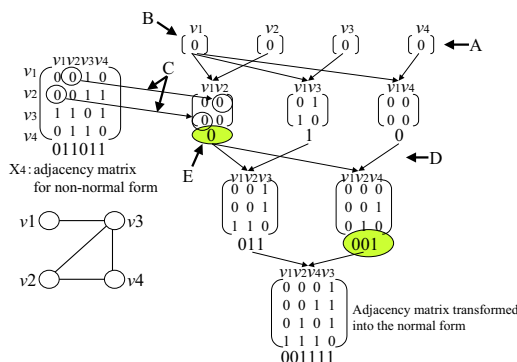 B
v1 v2 v3 v4
0 0 0 0
A
v1v2v3v4
v1 0 0 1 0
v2 0 0 1 1
v3 1 1 0 1
v4 0 1 1 0
011011
C
v1v2
0 0
0 0
0
v1v3
0 1
1 0
1
v1v4
0 0
0 0
0
X4: adjacency matrix
for non-normal form
E
D
v1v2v3
0 0 1
0 0 1
1 1 0
011
v1v2v4
0 0 0
0 0 1
0 1 0
001
v1 v3
v2 v4
v1v2v4v3
0 0 0 1
0 0 1 1
0 1 0 1
1 1 1 0
001111
Adjacency matrix transformed
into the normal form